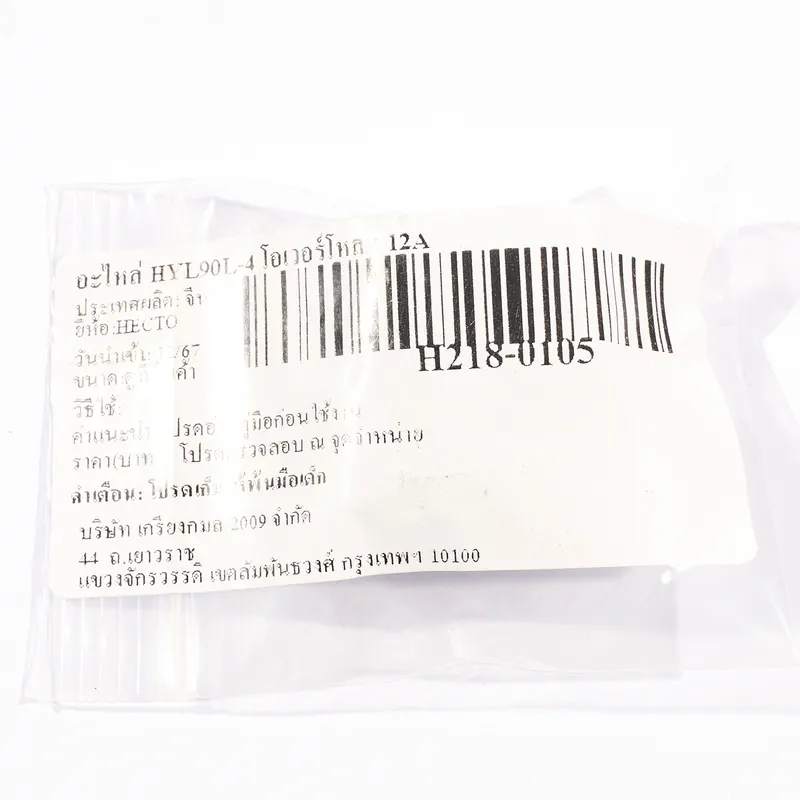 อะไหล่ HYL90L-4 โอเวอร์โหลด 12A
ประเทศผลิต: จีน
ยี่ห้อ:HECTO
วันนำเข้า: /67
ขนาด:
H218-0105
วิธีใช้:
คำแนะนำ: โปรดอ่านคู่มือก่อนใช้งาน
ราคา(บาท): โปรดตรวจสอบ ณ จุดจำหน่าย
คำเตือน: โปรดเก็บให้พ้นมือเด็ก
บริษัท เกรียงกมล 2009 จำกัด
44 ถ.เยาวราช
แขวงจักรวรรดิ เขตสัมพันธวงศ์ กรุงเทพฯ 10100